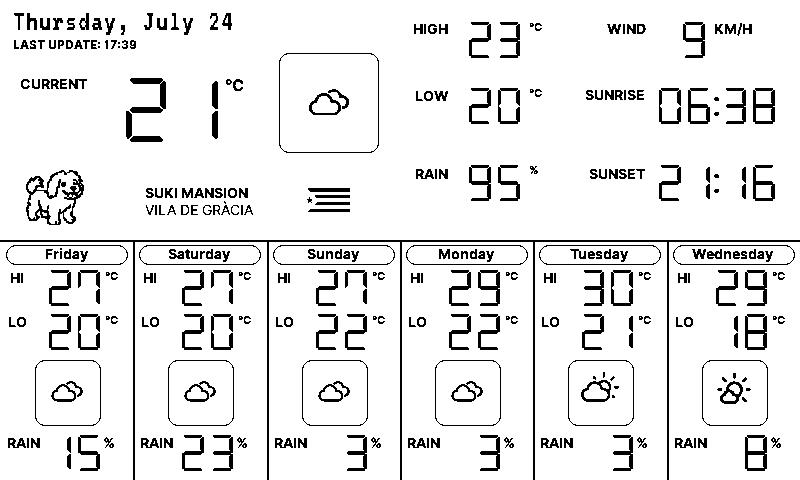 Thursday, July 24
LAST UPDATE: 17:39
CURRENT 21 °C
HIGH 23 °C
WIND 9 KM/H
LOW 20 °C
SUNRISE 06:38
RAIN 95 %
SUNSET 21:16
SUKI MANSION
VILA DE GRÀCIA
Friday
HI 27 °C
LO 20 °C
RAIN 15 %
Saturday
HI 27 °C
LO 20 °C
RAIN 23 %
Sunday
HI 27 °C
LO 22 °C
RAIN 3 %
Monday
HI 29 °C
LO 22 °C
RAIN 3 %
Tuesday
HI 30 °C
LO 21 °C
RAIN 3 %
Wednesday
HI 29 °C
LO 18 °C
RAIN 8 %